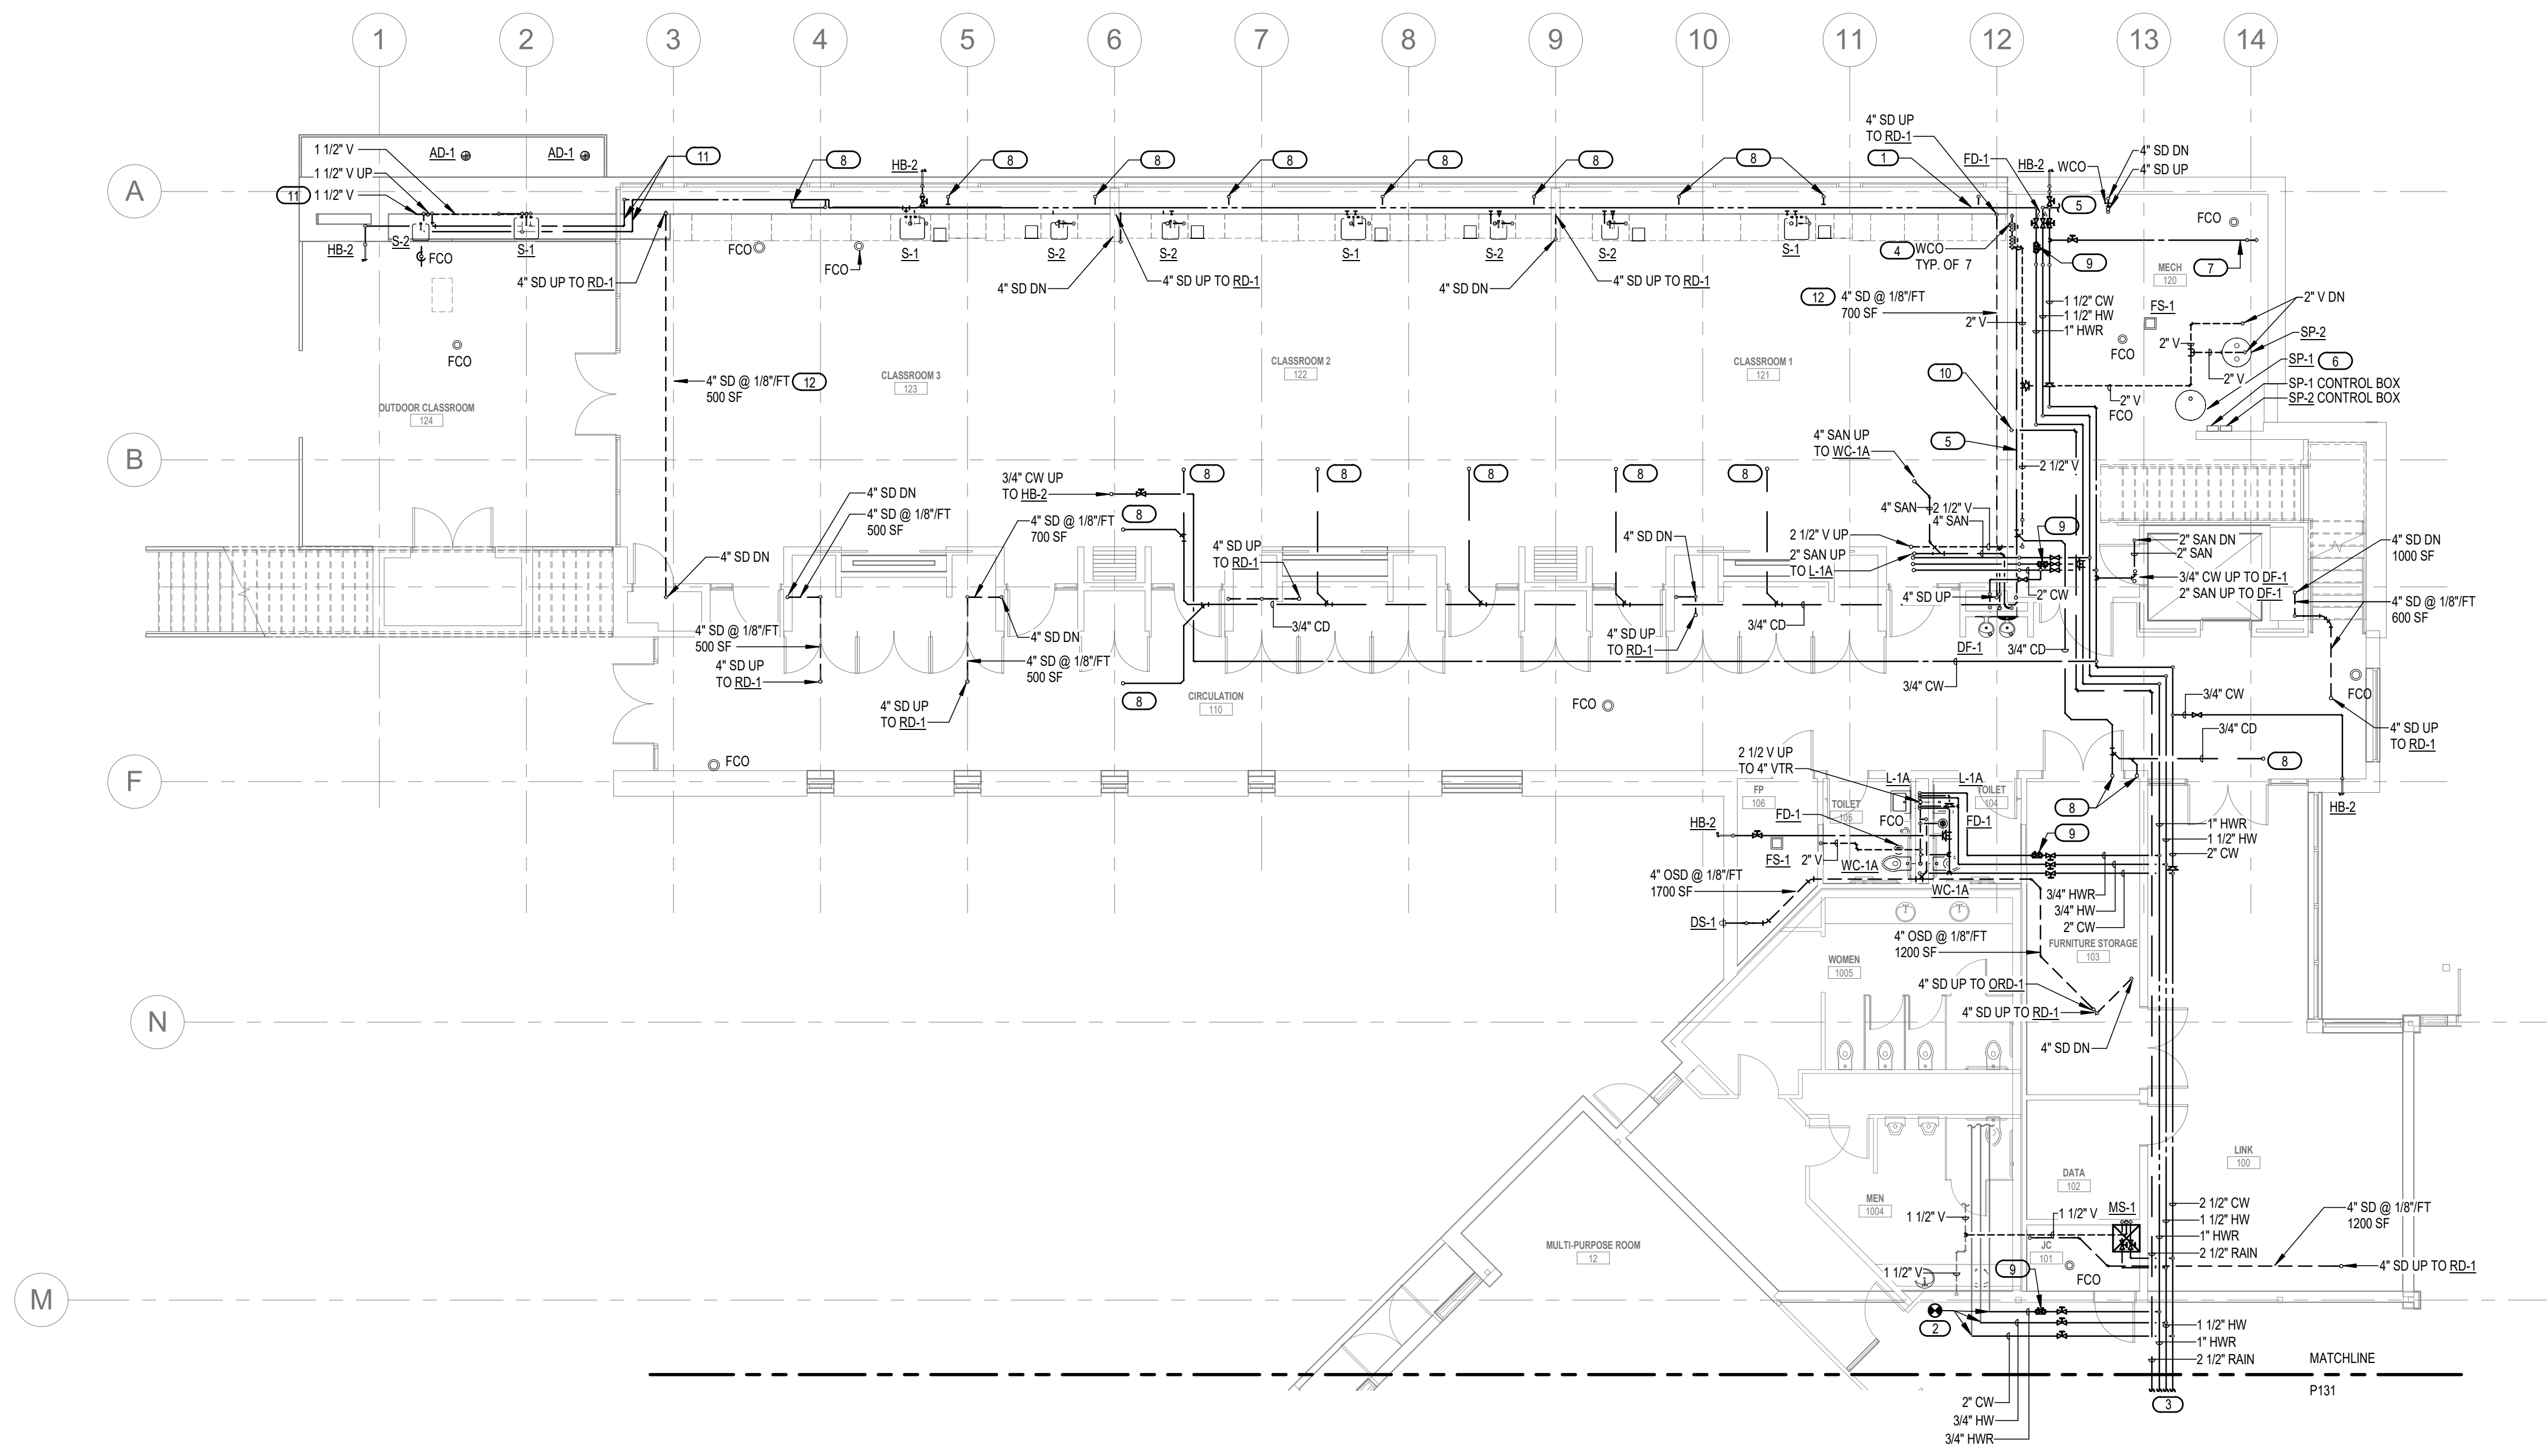 1
2
3
4
5
6
7
8
9
10
11
12
13
14
A
B
F
N
M
1 1/2" V
1 1/2" V UP
11
1 1/2" V
AD-1
AD-1
11
8
HB-2
8
8
8
8
8
8
4" SD UP
TO RD-1
1
FD-1
HB-2
WCO
4" SD DN
4" SD UP
5
FCO
HB-2
S-2
FCO
S-1
4" SD UP TO RD-1
FCO
FCO
S-1
S-2
4" SD DN
S-2
4" SD UP TO RD-1
S-1
4" SD DN
S-2
S-2
4" SD UP TO RD-1
S-1
4
WCO
TYP. OF 7
9
MECH
120
7
12
4" SD @ 1/8"/FT
700 SF
2" V
1 1/2" CW
1 1/2" HW
1" HWR
FS-1
2" V DN
FCO
2" V
SP-2
SP-1
6
2" V
SP-1 CONTROL BOX
SP-2 CONTROL BOX
2" V
FCO
FCO
OUTDOOR CLASSROOM
124
4" SD @ 1/8"/FT
500 SF
12
CLASSROOM 3
123
CLASSROOM 2
122
CLASSROOM 1
121
10
4" SAN UP
TO WC-1A
5
2 1/2" V
3/4" CW UP
TO HB-2
8
8
8
8
8
8
4" SD DN
4" SD @ 1/8"/FT
500 SF
4" SD @ 1/8"/FT
700 SF
4" SD UP
TO RD-1
4" SD DN
4" SAN
2 1/2" V
4" SAN
2 1/2" V UP
2" SAN UP
TO L-1A
9
2" SAN DN
2" SAN
4" SD DN
1000 SF
3/4" CW UP TO DF-1
2" SAN UP TO DF-1
4" SD @ 1/8"/FT
600 SF
4" SD DN
4" SD @ 1/8"/FT
500 SF
4" SD UP
TO RD-1
4" SD DN
4" SD @ 1/8"/FT
500 SF
4" SD UP
TO RD-1
8
3/4" CD
4" SD UP
TO RD-1
3/4" CD
4" SD UP
2" CW
DF-1
3/4" CD
3/4" CW
CIRCULATION
110
FCO
FCO
3/4" CW
3/4" CD
FCO
4" SD UP
TO RD-1
8
8
HB-2
2 1/2 V UP
TO 4" VTR
L-1A
L-1A
FP
106
TOILET
105
TOILET
104
FD-1
FCO
FD-1
HB-2
FS-1
2" V
WC-1A
WC-1A
9
1" HWR
1 1/2" HW
2" CW
4" OSD @ 1/8"/FT
1700 SF
DS-1
3/4" HWR
3/4" HW
2" CW
4" OSD @ 1/8"/FT
1200 SF
FURNITURE STORAGE
103
WOMEN
1005
4" SD UP TO ORD-1
4" SD UP TO RD-1
4" SD DN
LINK
100
DATA
102
MEN
1004
MS-1
1 1/2" V
1 1/2" V
2 1/2" CW
1 1/2" HW
1" HWR
2 1/2" RAIN
4" SD @ 1/8"/FT
1200 SF
4" SD UP TO RD-1
MULTI-PURPOSE ROOM
12
JC
101
FCO
1 1/2" V
9
2
1 1/2" HW
1" HWR
2 1/2" RAIN
MATCHLINE
P131
2" CW
3/4" HW
3/4" HWR
3